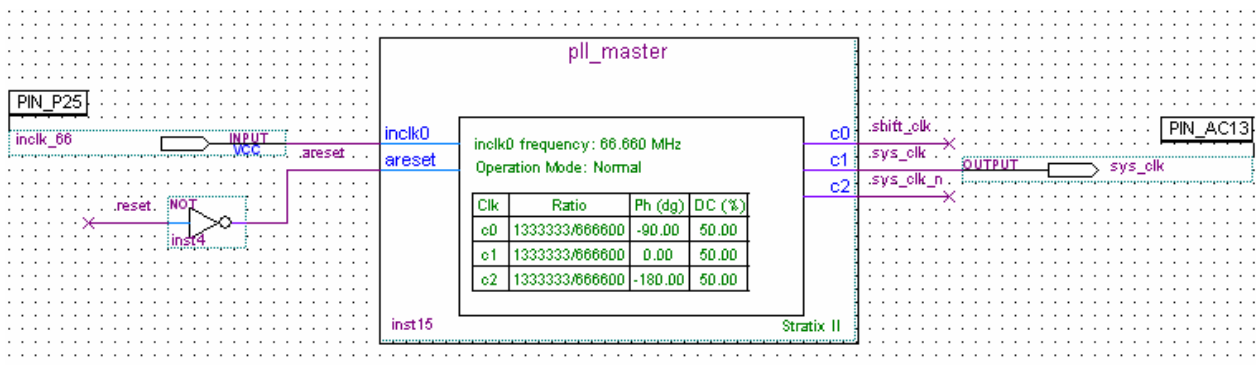 pll_master
PIN_P25
inclk_66
INPUT
VCC
areset
inclk0
areset
inclk0 frequency: 66.660 MHz
Operation Mode: Normal
Clk Ratio Ph (dg) DC (%)
c0 1333333/666600 -90.00 50.00
c1 1333333/666600 0.00 50.00
c2 1333333/666600 -180.00 50.00
c0
c1
c2
shift_clk
sys_clk
sys_clk_n
PIN_AC13
OUTPUT
sys_clk
reset
NOT
inst4
inst15
Stratix II